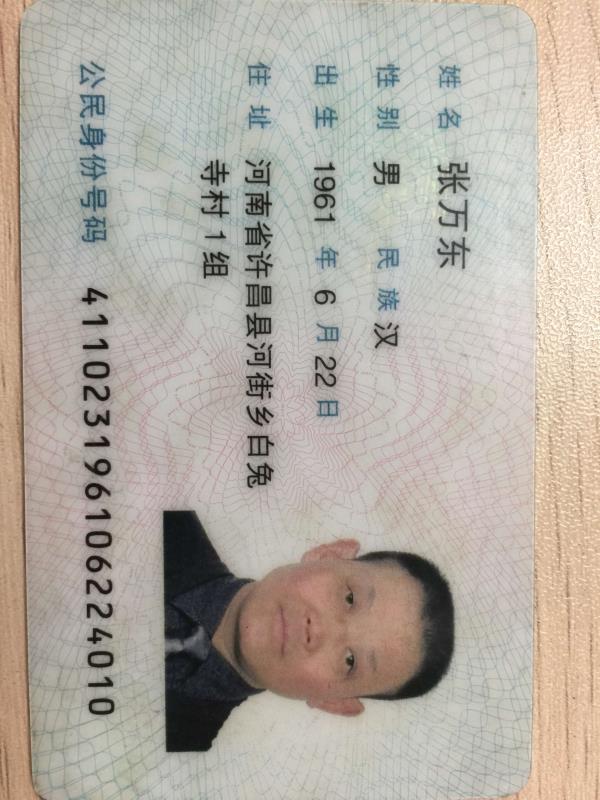 姓名 张万东
性别 男 民族 汉
出生 1961 年 6 月 22 日
住址 河南省许昌县河街乡白兔
寺村1组
公民身份号码 411023196106224010